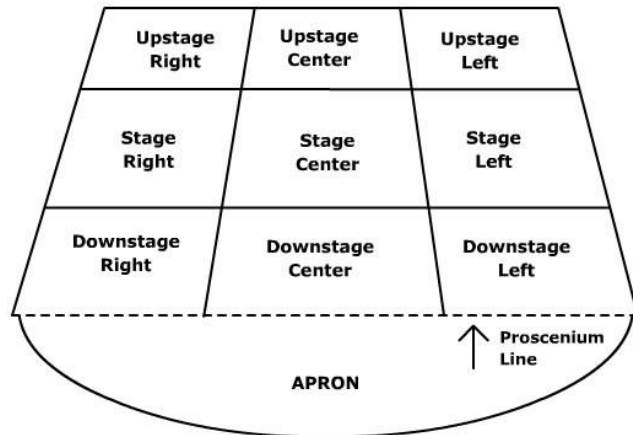 Upstage
Right
Upstage
Center
Upstage
Left
Stage
Right
Stage
Center
Stage
Left
Downstage
Right
Downstage
Center
Downstage
Left
Proscenium
Line
APRON